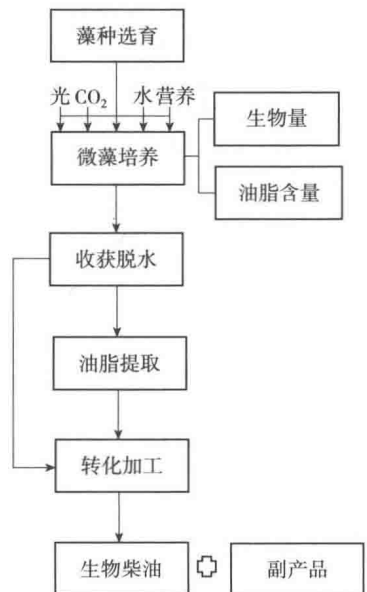 藻种选育
光 CO₂ 水 营养
微藻培养
生物量
油脂含量
收获脱水
油脂提取
转化加工
生物柴油
副产品